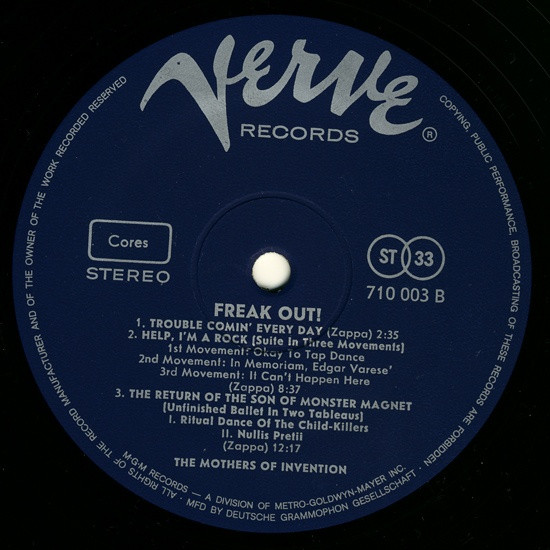 Verve
RECORDS
®
Cores
STEREO
ST 33
710 003 B
FREAK OUT!
1. TROUBLE COMIN' EVERY DAY (Zappa) 2:35
2. HELP, I'M A ROCK [Suite In Three Movements]
1st Movement: Okay To Tap Dance
2nd Movement: In Memoriam, Edgar Varese'
3rd Movement: It Can't Happen Here
(Zappa) 8:37
3. THE RETURN OF THE SON OF MONSTER MAGNET
[Unfinished Ballet In Two Tableaus]
I. Ritual Dance Of The Child-Killers
II. Nullis Pretii
(Zappa) 12:17
THE MOTHERS OF INVENTION
M-G-M RECORDS — A DIVISION OF METRO-GOLDWYN-MAYER INC.
· ALL RIGHTS OF THE RECORD MANUFACTURER AND OF THE OWNER OF THE WORK RECORDED RESERVED
COPYING, PUBLIC PERFORMANCE, BROADCASTING OF THESE RECORDS ARE FORBIDDEN
· MFD BY DEUTSCHE GRAMMOPHON GESELLSCHAFT ·